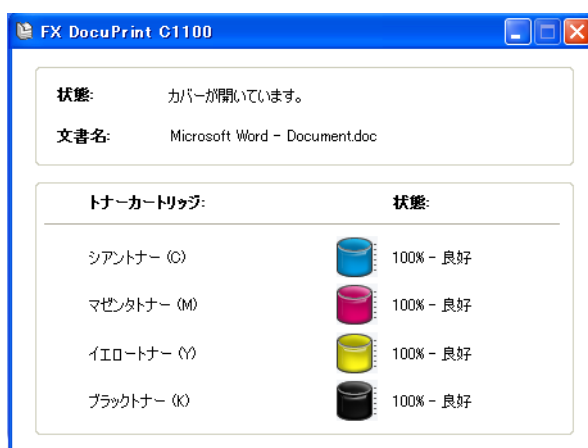 FX DocuPrint C1100
状態: カバーが開いています。
文書名: Microsoft Word - Document.doc
トナーカートリッジ: 状態:
シアントナー (C) 100% - 良好
マゼンタトナー (M) 100% - 良好
イエロートナー (Y) 100% - 良好
ブラックトナー (K) 100% - 良好